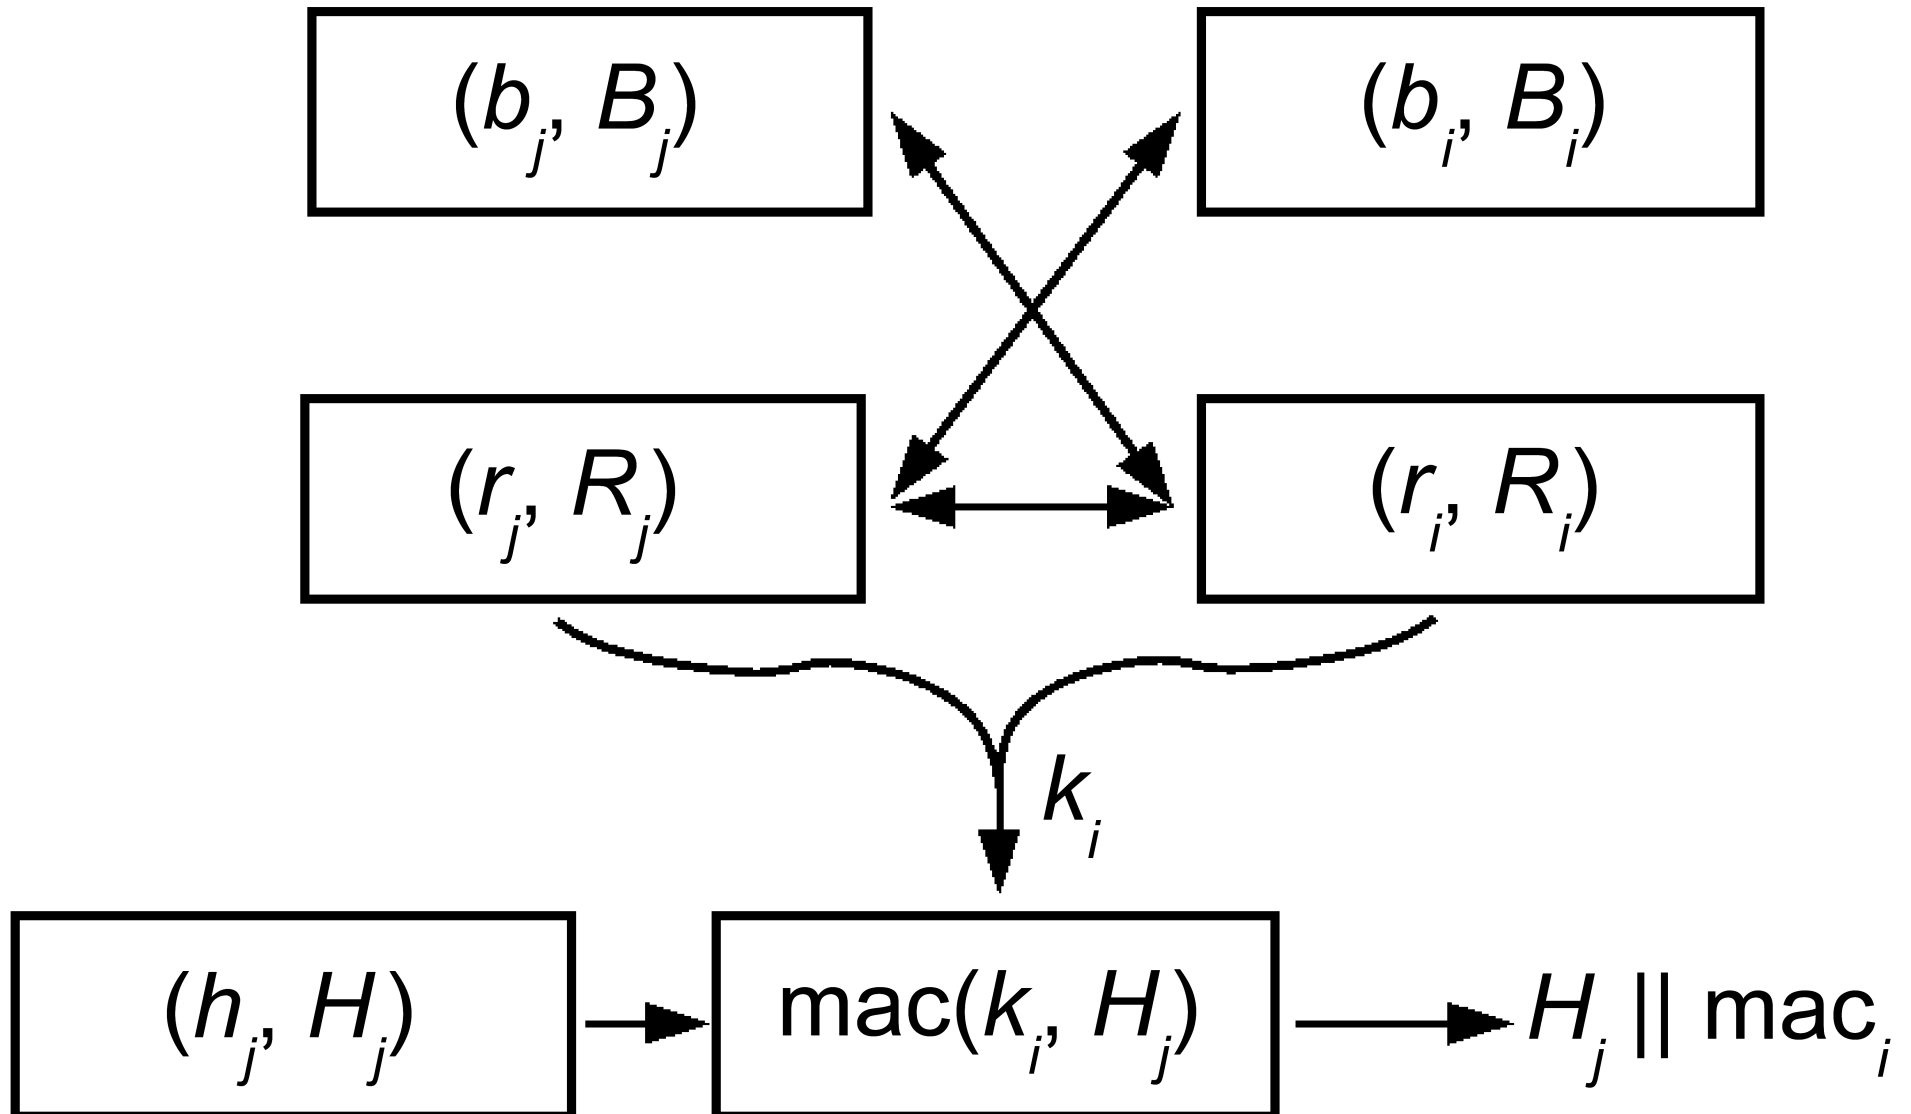 (b_j, B_j) (b_i, B_i)
(r_j, R_j) (r_i, R_i)
k_i
(h_j, H_j) mac(k_i, H_j) H_j || mac_i